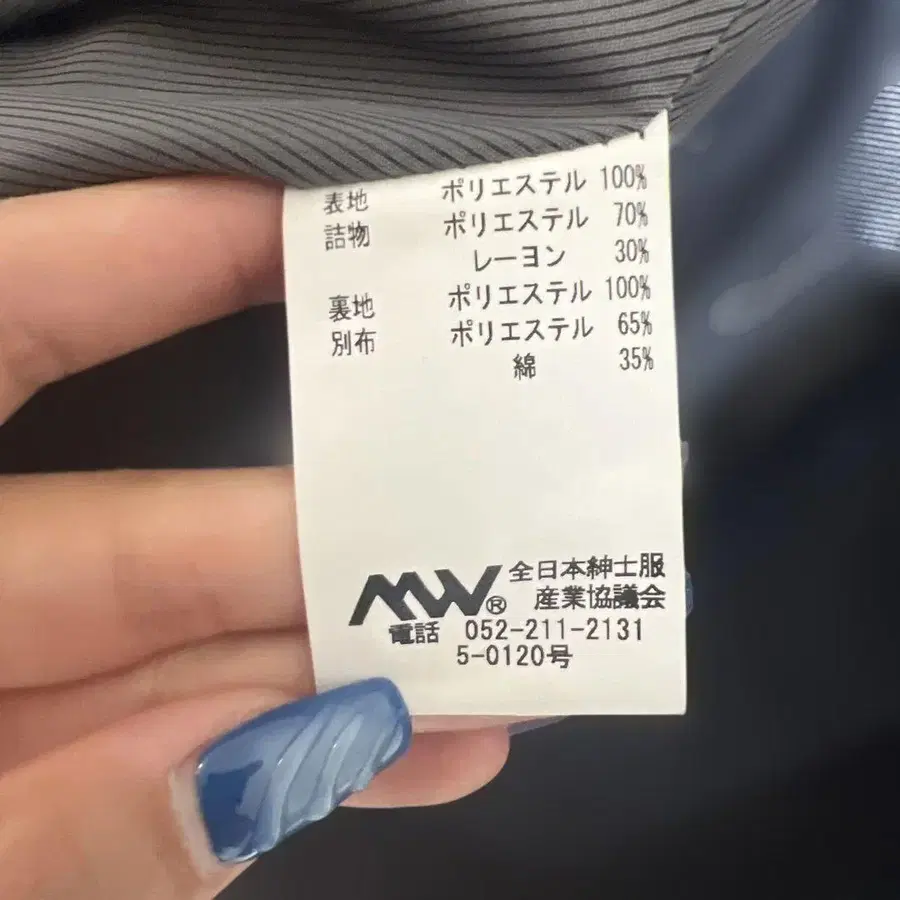 表地 ポリエステル 100%
詰物 ポリエステル 70%
レーヨン 30%
裏地 ポリエステル 100%
別布 ポリエステル 65%
綿 35%
MW® 全日本紳士服
産業協議会
電話 052-211-2131
5-0120号